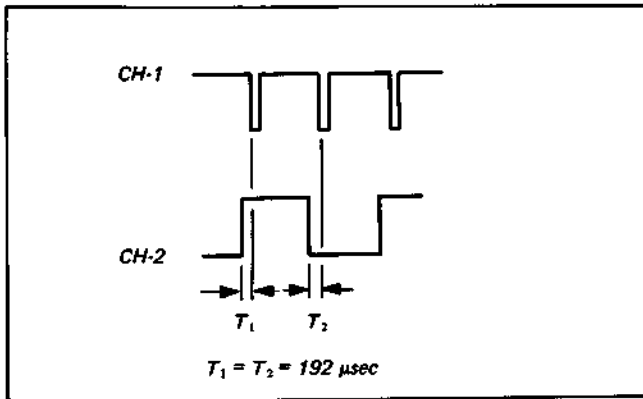 CH-1
CH-2
T₁ T₂
T₁ = T₂ = 192 μsec